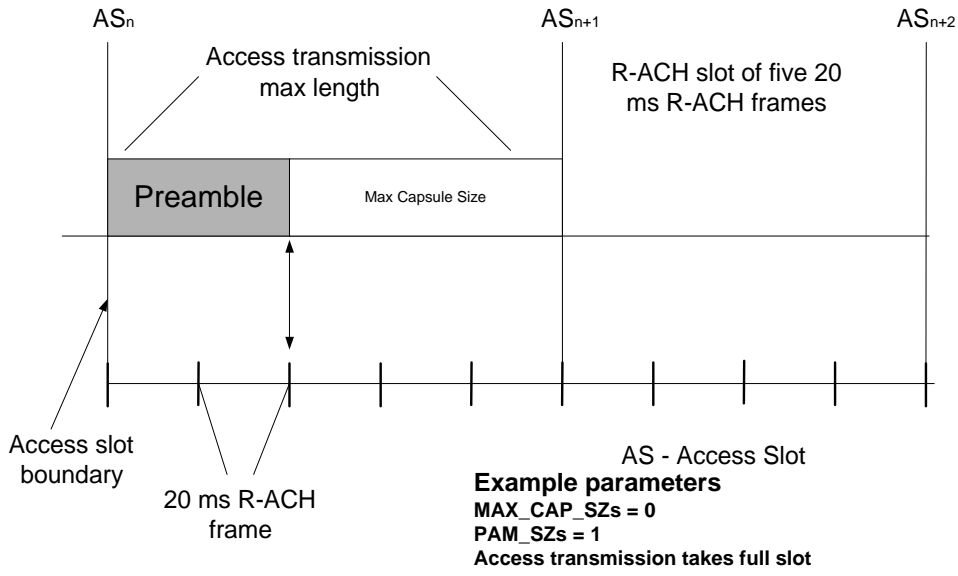 ASn
ASn+1
ASn+2
Access transmission
max length
R-ACH slot of five 20
ms R-ACH frames
Preamble
Max Capsule Size
Access slot
boundary
20 ms R-ACH
frame
AS - Access Slot
Example parameters
MAX_CAP_SZs = 0
PAM_SZs = 1
Access transmission takes full slot